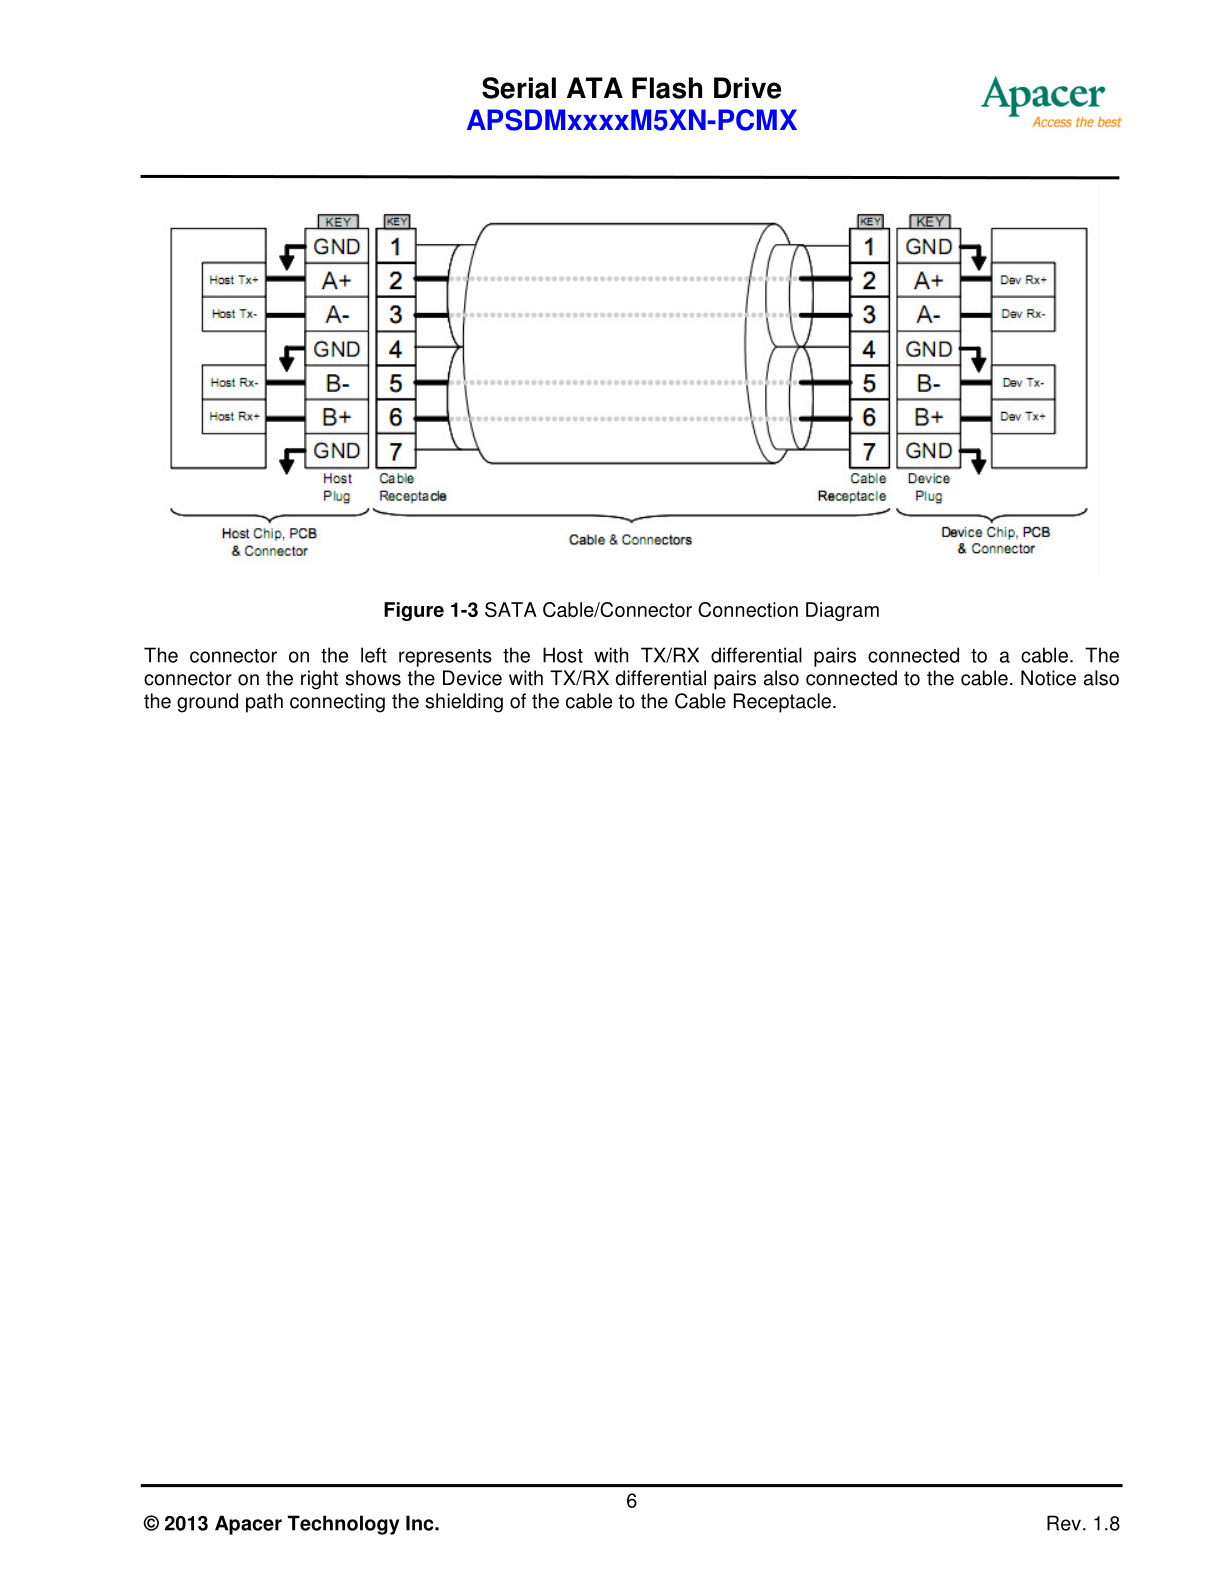 Serial ATA Flash Drive
APSDMxxxxM5XN-PCMX
Apacer
Access the best
KEY KEY KEY KEY
GND 1 1 GND
Host Tx+ A+ 2 2 A+ Dev Rx+
Host Tx- A- 3 3 A- Dev Rx-
GND 4 4 GND
Host Rx- B- 5 5 B- Dev Tx-
Host Rx+ B+ 6 6 B+ Dev Tx+
GND 7 7 GND
Host Cable Cable Device
Plug Receptacle Receptacle Plug
Host Chip, PCB
& Connector
Cable & Connectors
Device Chip, PCB
& Connector
Figure 1-3 SATA Cable/Connector Connection Diagram
The connector on the left represents the Host with TX/RX differential pairs connected to a cable. The
connector on the right shows the Device with TX/RX differential pairs also connected to the cable. Notice also
the ground path connecting the shielding of the cable to the Cable Receptacle.
6
© 2013 Apacer Technology Inc. Rev. 1.8